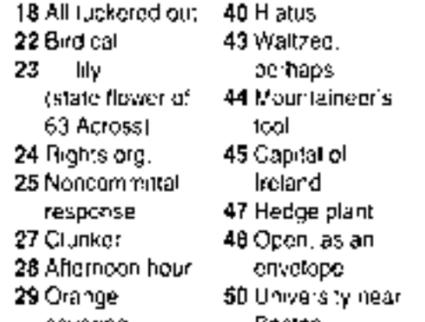 18 All tuckered out
22 Bird call
23 lily
(state flower of
63 Across)
24 Rights org.
25 Noncommittal
response
27 Clunker
28 Afternoon hour
29 Orange
40 Hiatus
43 Waltzed,
perhaps
44 Mountaineer's
tool
45 Capital of
Ireland
47 Hedge plant
48 Open, as an
envelope
50 University near